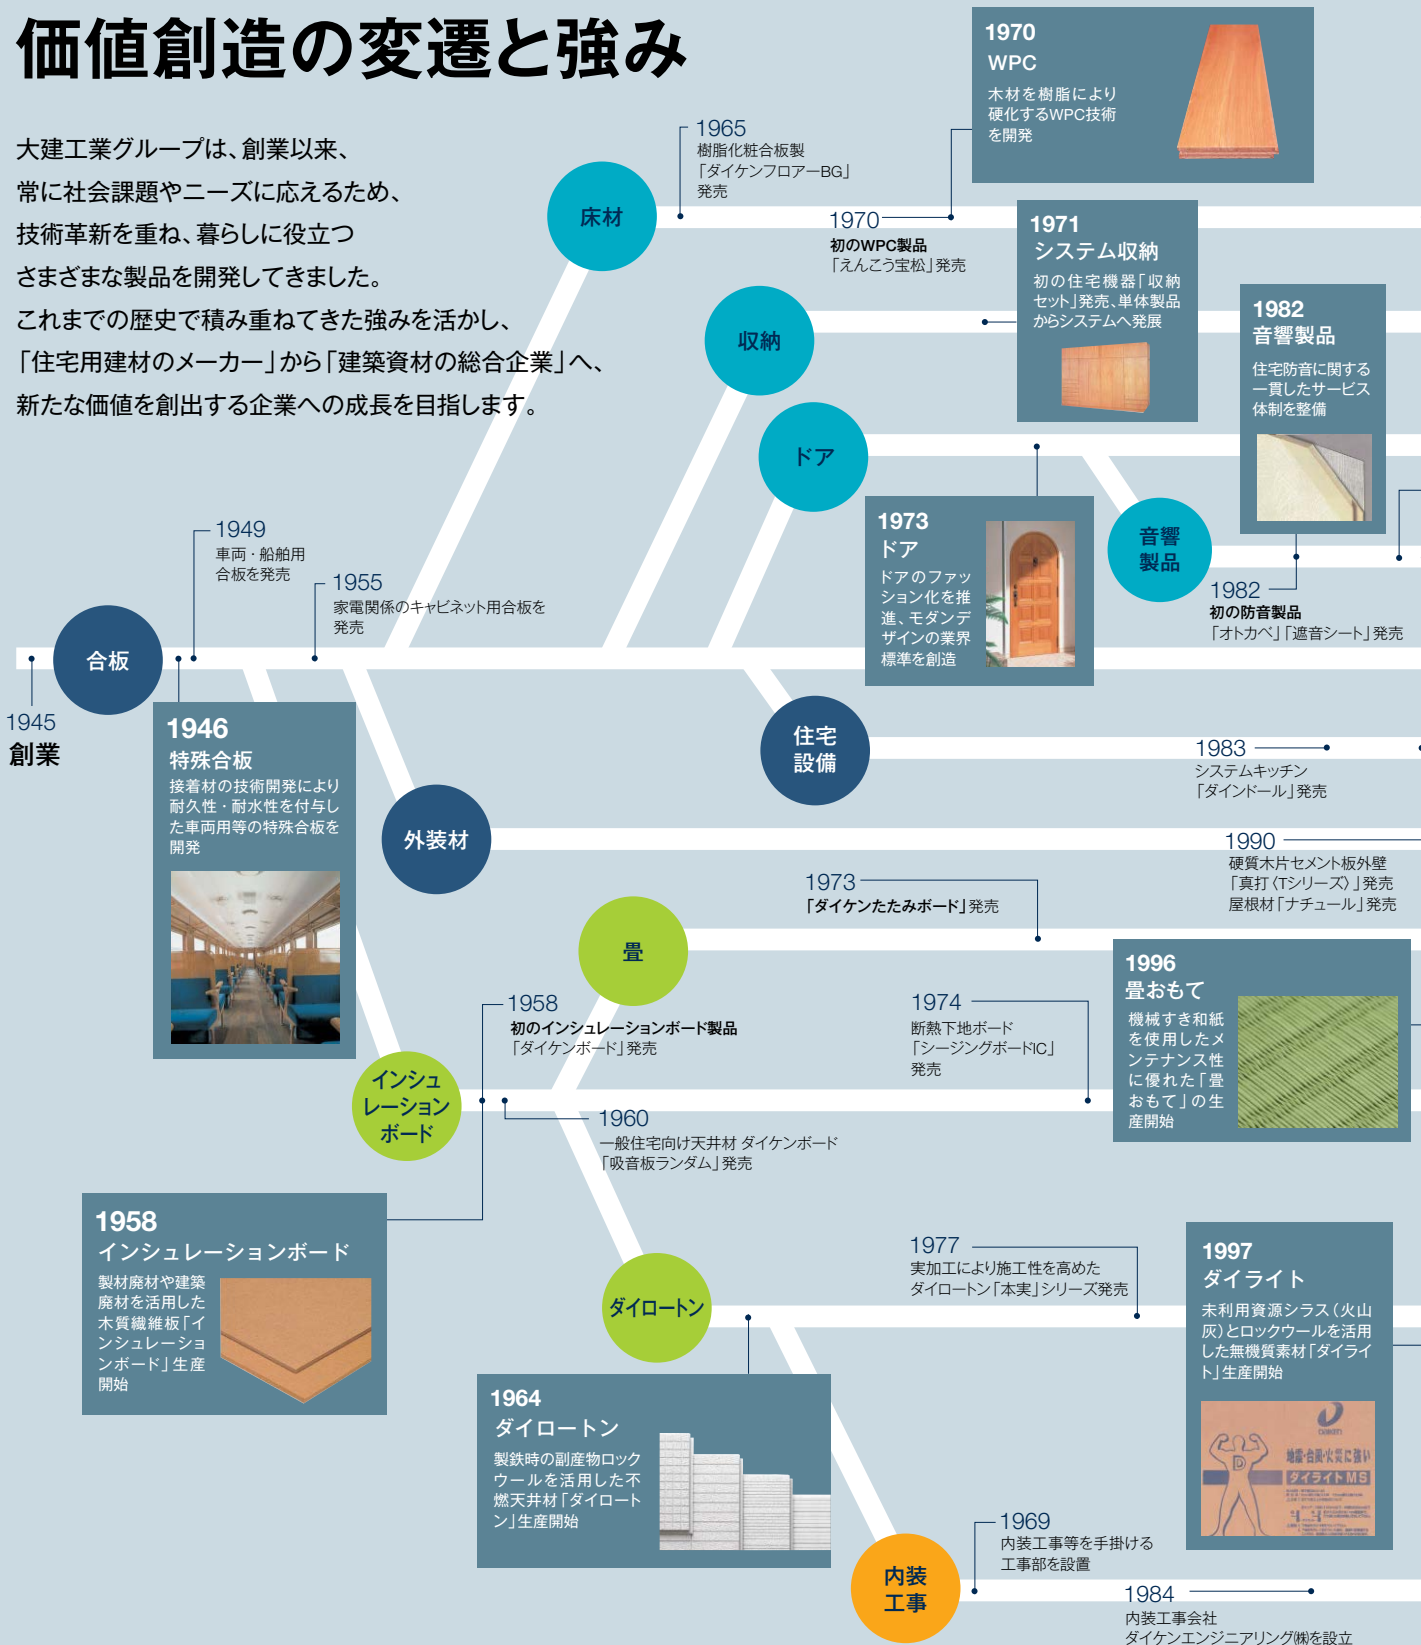 価値創造の変遷と強み
大建工業グループは、創業以来、
常に社会課題やニーズに応えるため、
技術革新を重ね、暮らしに役立つ
さまざまな製品を開発してきました。
これまでの歴史で積み重ねてきた強みを活かし、
「住宅用建材のメーカー」から「建築資材の総合企業」へ、
新たな価値を創出する企業への成長を目指します。
1970
WPC
木材を樹脂により
硬化するWPC技術
を開発
床材
1965
樹脂化粧合板製
「ダイケンフロアーBG」
発売
1970
初のWPC製品
「えんこう宝松」発売
1971
システム収納
初の住宅機器「収納
セット」発売、単体製品
からシステムへ発展
収納
1982
音響製品
住宅防音に関する
一貫したサービス
体制を整備
ドア
1973
ドア
ドアのファッ
ション化を推
進、モダンデ
ザインの業界
標準を創造
音響
製品
1982
初の防音製品
「オトカベ」「遮音シート」発売
1949
車両・船舶用
合板を発売
1955
家電関係のキャビネット用合板を
発売
合板
1945
創業
1946
特殊合板
接着材の技術開発により
耐久性・耐水性を付与し
た車両用等の特殊合板を
開発
住宅
設備
1983
システムキッチン
「ダインドール」発売
外装材
1990
硬質木片セメント板外壁
「真打〈Tシリーズ〉」発売
屋根材「ナチュール」発売
1973
「ダイケンたたみボード」発売
畳
1996
畳おもて
機械すき和紙
を使用したメ
ンテナンス性
に優れた「畳
おもて」の生
産開始
1958
初のインシュレーションボード製品
「ダイケンボード」発売
1974
断熱下地ボード
「シージングボードIC」
発売
インシュ
レーション
ボード
1960
一般住宅向け天井材 ダイケンボード
「吸音板ランダム」発売
1958
インシュレーションボード
製材廃材や建築
廃材を活用した
木質繊維板「イ
ンシュレーショ
ンボード」生産
開始
ダイロートン
1977
実加工により施工性を高めた
ダイロートン「本実」シリーズ発売
1997
ダイライト
未利用資源シラス(火山
灰)とロックウールを活用
した無機質素材「ダイライ
ト」生産開始
DAIKEN
地震・台風・火災に強い
D
ダイライトMS
1964
ダイロートン
製鉄時の副産物ロック
ウールを活用した不
燃天井材「ダイロート
ン」生産開始
内装
工事
1969
内装工事等を手掛ける
工事部を設置
1984
内装工事会社
ダイケンエンジニアリング㈱を設立